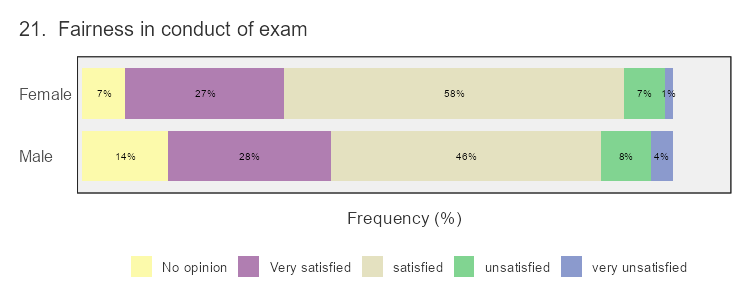 21. Fairness in conduct of exam
Female 7% 27% 58% 7% 1%
Male 14% 28% 46% 8% 4%
Frequency (%)
No opinion Very satisfied satisfied unsatisfied very unsatisfied